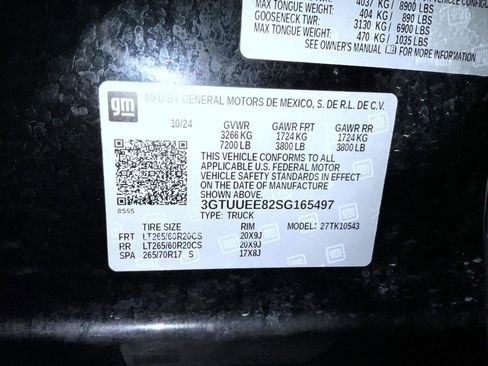 4037 KG/ 8900 LBS
MAX TONGUE WEIGHT:
404 KG / 890 LBS
GOOSENECK TWR:
3130 KG / 6900 LBS
MAX TONGUE WEIGHT:
470 KG / 1035 LBS
SEE OWNER'S MANUAL FOR MORE INFORMATION
gm
MFD BY GENERAL MOTORS DE MEXICO, S. DE R.L. DE C.V.
10/24 GVWR GAWR FRT GAWR RR
3266 KG 1724 KG 1724 KG
7200 LB 3800 LB 3800 LB
THIS VEHICLE CONFORMS TO ALL
APPLICABLE U.S. FEDERAL MOTOR
VEHICLE SAFETY STANDARDS IN
EFFECT ON THE DATE OF MANUFACTURE
SHOWN ABOVE.
8555
3GTUUEE82SG165497
TYPE: TRUCK
TIRE SIZE RIM MODEL: 27TK10543
FRT LT265/60R20CS 20X9J
RR LT265/60R20CS 20X9J
SPA 265/70R17 S 17X8J